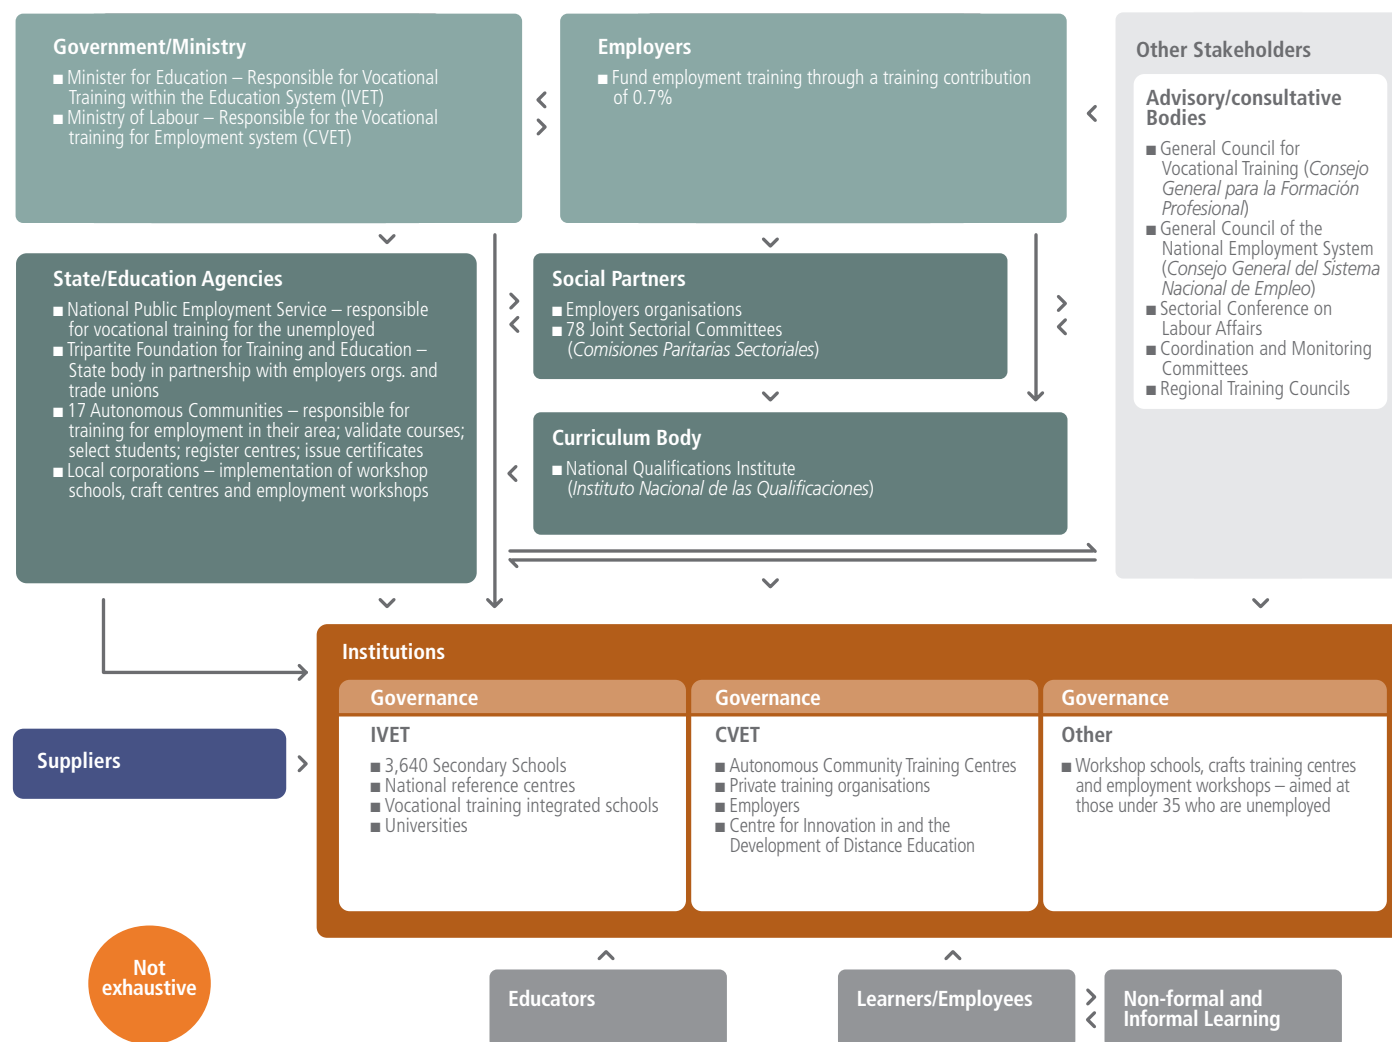 Government/Ministry
■ Minister for Education – Responsible for Vocational
Training within the Education System (IVET)
■ Ministry of Labour – Responsible for the Vocational
training for Employment system (CVET)
Employers
■ Fund employment training through a training contribution
of 0.7%
Other Stakeholders
Advisory/consultative
Bodies
■ General Council for
Vocational Training (Consejo
General para la Formación
Profesional)
■ General Council of the
National Employment System
(Consejo General del Sistema
Nacional de Empleo)
■ Sectorial Conference on
Labour Affairs
■ Coordination and Monitoring
Committees
■ Regional Training Councils
State/Education Agencies
■ National Public Employment Service – responsible
for vocational training for the unemployed
■ Tripartite Foundation for Training and Education –
State body in partnership with employers orgs. and
trade unions
■ 17 Autonomous Communities – responsible for
training for employment in their area; validate courses;
select students; register centres; issue certificates
■ Local corporations – implementation of workshop
schools, craft centres and employment workshops
Social Partners
■ Employers organisations
■ 78 Joint Sectorial Committees
(Comisiones Paritarias Sectoriales)
Curriculum Body
■ National Qualifications Institute
(Instituto Nacional de las Qualificaciones)
Institutions
Governance
IVET
■ 3,640 Secondary Schools
■ National reference centres
■ Vocational training integrated schools
■ Universities
Governance
CVET
■ Autonomous Community Training Centres
■ Private training organisations
■ Employers
■ Centre for Innovation in and the
Development of Distance Education
Governance
Other
■ Workshop schools, crafts training centres
and employment workshops – aimed at
those under 35 who are unemployed
Suppliers
Not
exhaustive
Educators
Learners/Employees
Non-formal and
Informal Learning